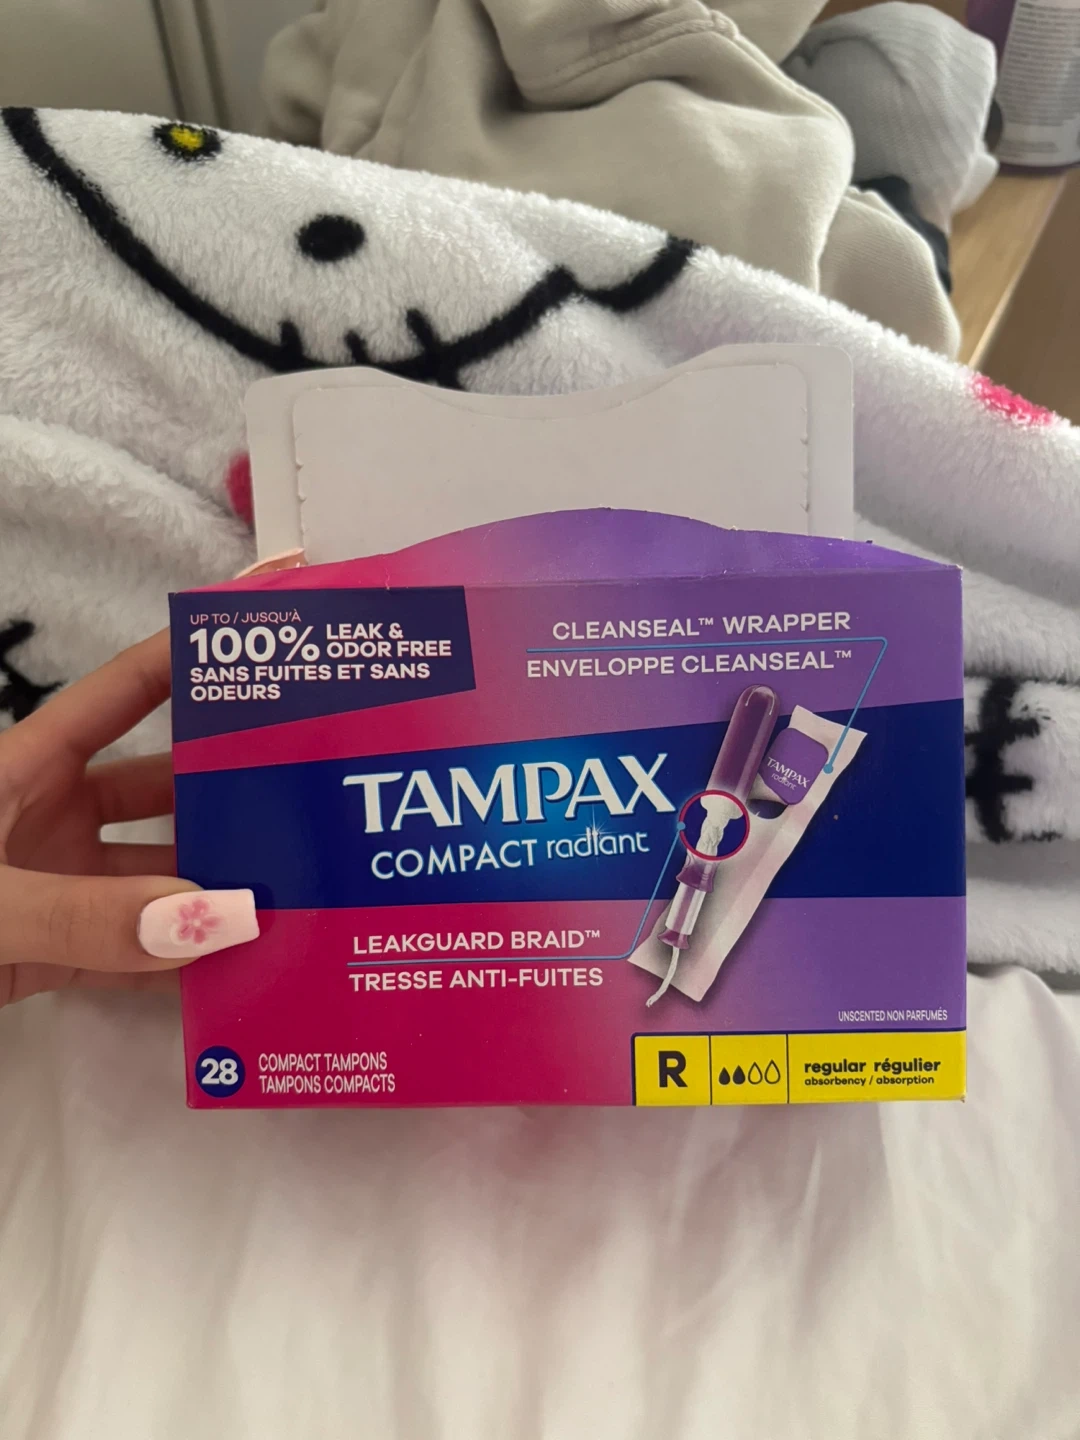 UP TO / JUSQU'À
100% LEAK & ODOR FREE
SANS FUITES ET SANS
ODEURS
CLEANSEAL™ WRAPPER
ENVELOPPE CLEANSEAL™
TAMPAX
radiant
TAMPAX
COMPACT radiant
LEAKGUARD BRAID™
TRESSE ANTI-FUITES
UNSCENTED NON PARFUMÉS
28
COMPACT TAMPONS
TAMPONS COMPACTS
R
regular régulier
absorbency / absorption